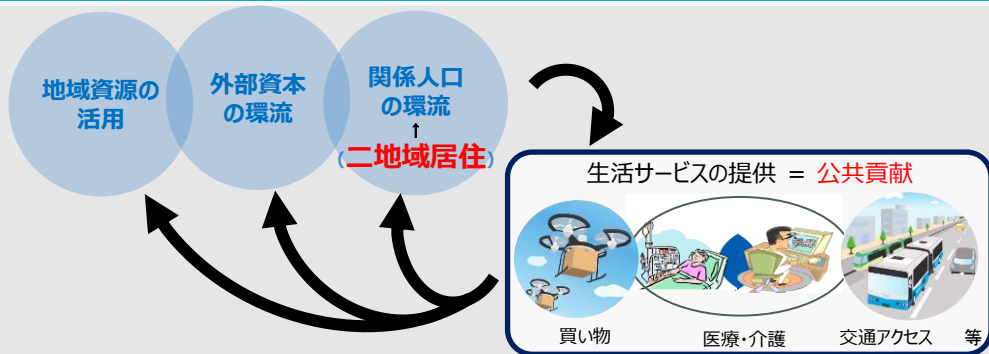 地域資源の
活用
外部資本
の環流
関係人口
の環流
↑
(二地域居住)
生活サービスの提供 = 公共貢献
買い物
医療・介護
交通アクセス 等